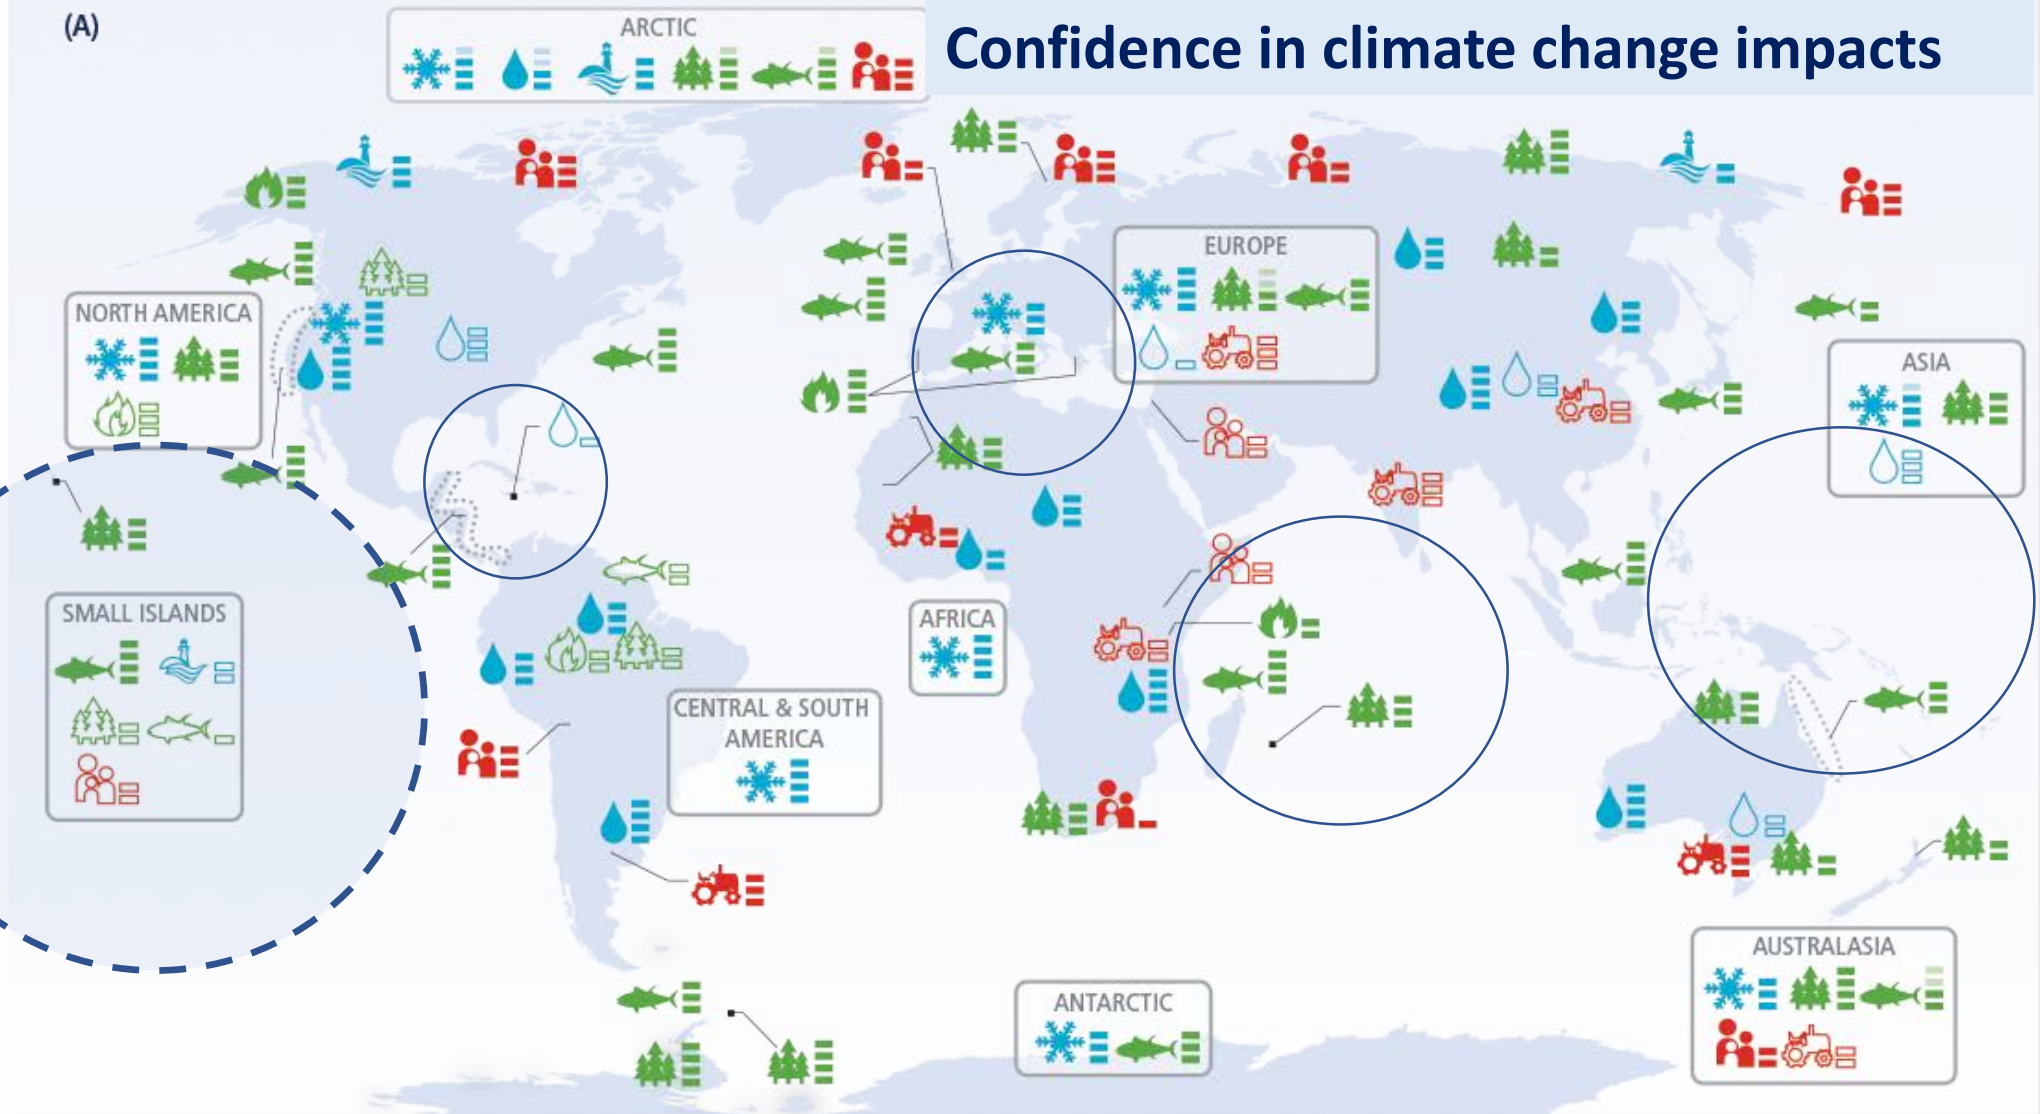 (A)
ARCTIC
Confidence in climate change impacts
EUROPE
NORTH AMERICA
ASIA
SMALL ISLANDS
AFRICA
CENTRAL & SOUTH
AMERICA
AUSTRALASIA
ANTARCTIC